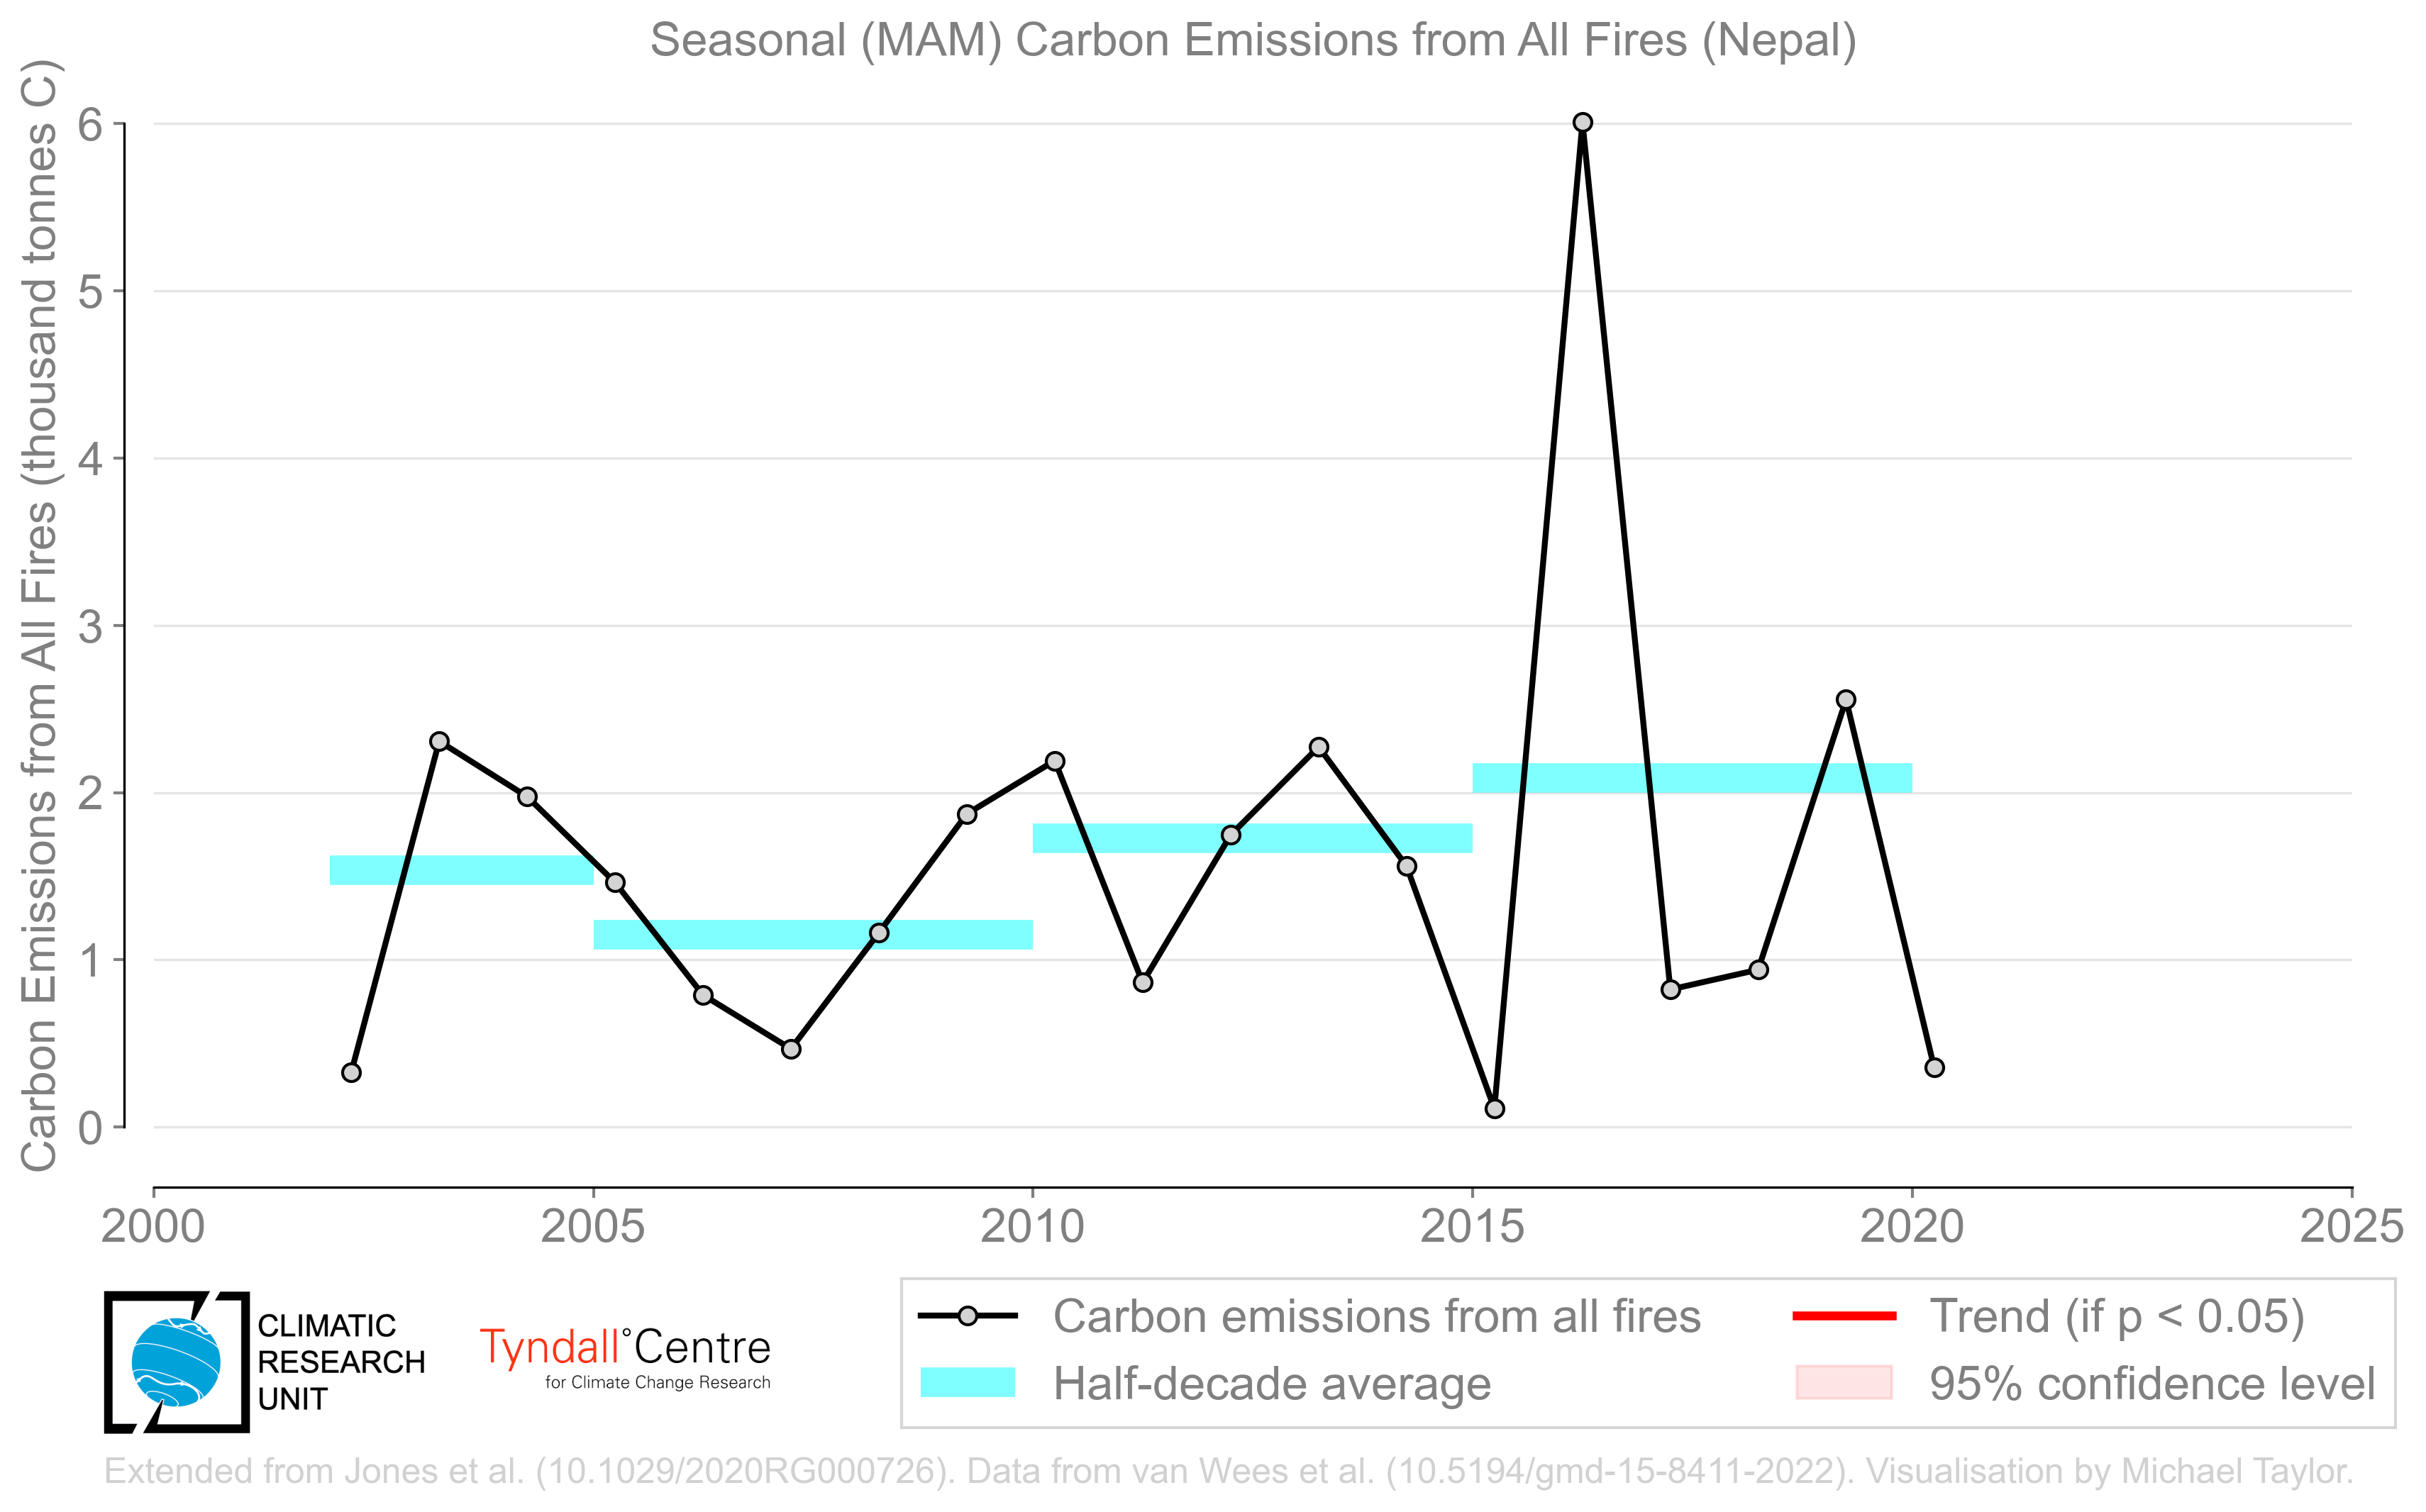 Seasonal (MAM) Carbon Emissions from All Fires (Nepal)
Carbon Emissions from All Fires (thousand tonnes C)
6
5
4
3
2
1
0
2000 2005 2010 2015 2020 2025
CLIMATIC
RESEARCH
UNIT
Tyndall°Centre
for Climate Change Research
Carbon emissions from all fires
Half-decade average
Trend (if p < 0.05)
95% confidence level
Extended from Jones et al. (10.1029/2020RG000726). Data from van Wees et al. (10.5194/gmd-15-8411-2022). Visualisation by Michael Taylor.